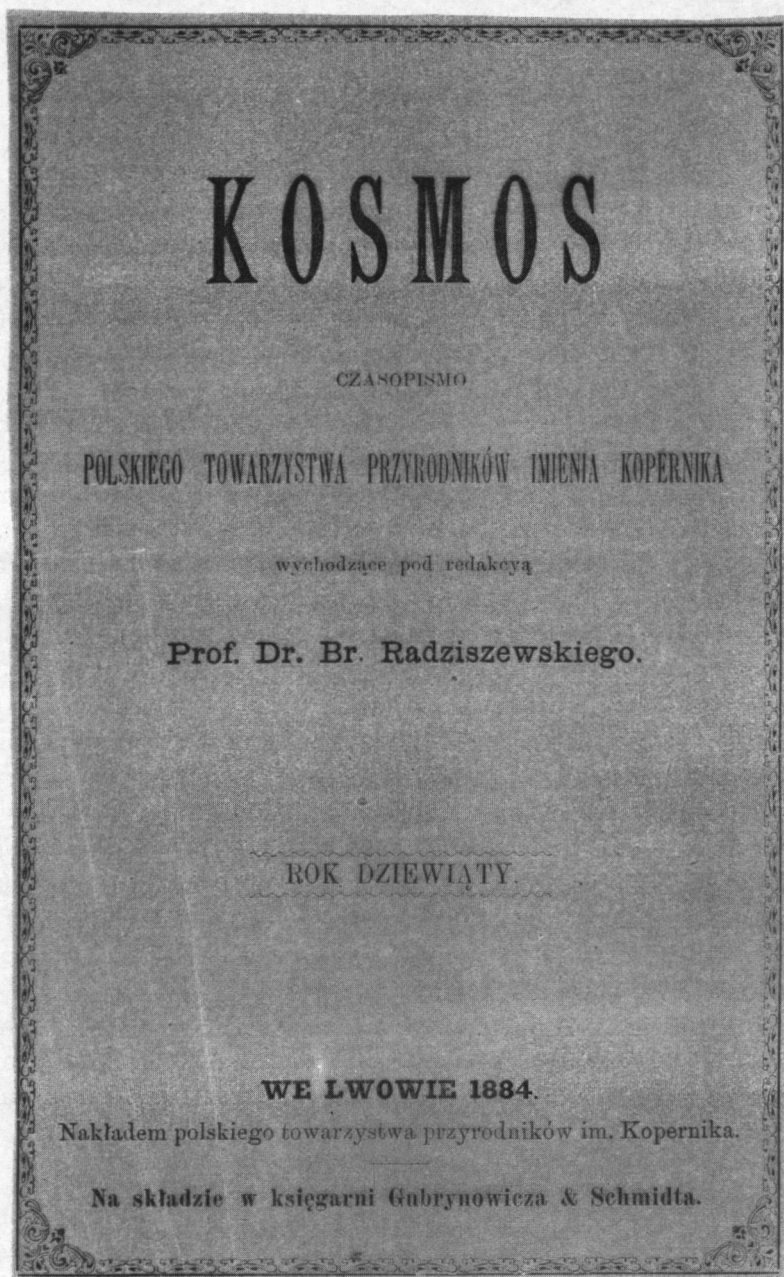 KOSMOS
CZASOPISMO
POLSKIEGO TOWARZYSTWA PRZYRODNIKÓW IMIENIA KOPERNIKA
wychodzące pod redakcyą
Prof. Dr. Br. Radziszewskiego.
ROK DZIEWIĄTY.
WE LWOWIE 1884.
Nakładem polskiego towarzystwa przyrodników im. Kopernika.
Na składzie w księgarni Gubrynowicza & Schmidta.